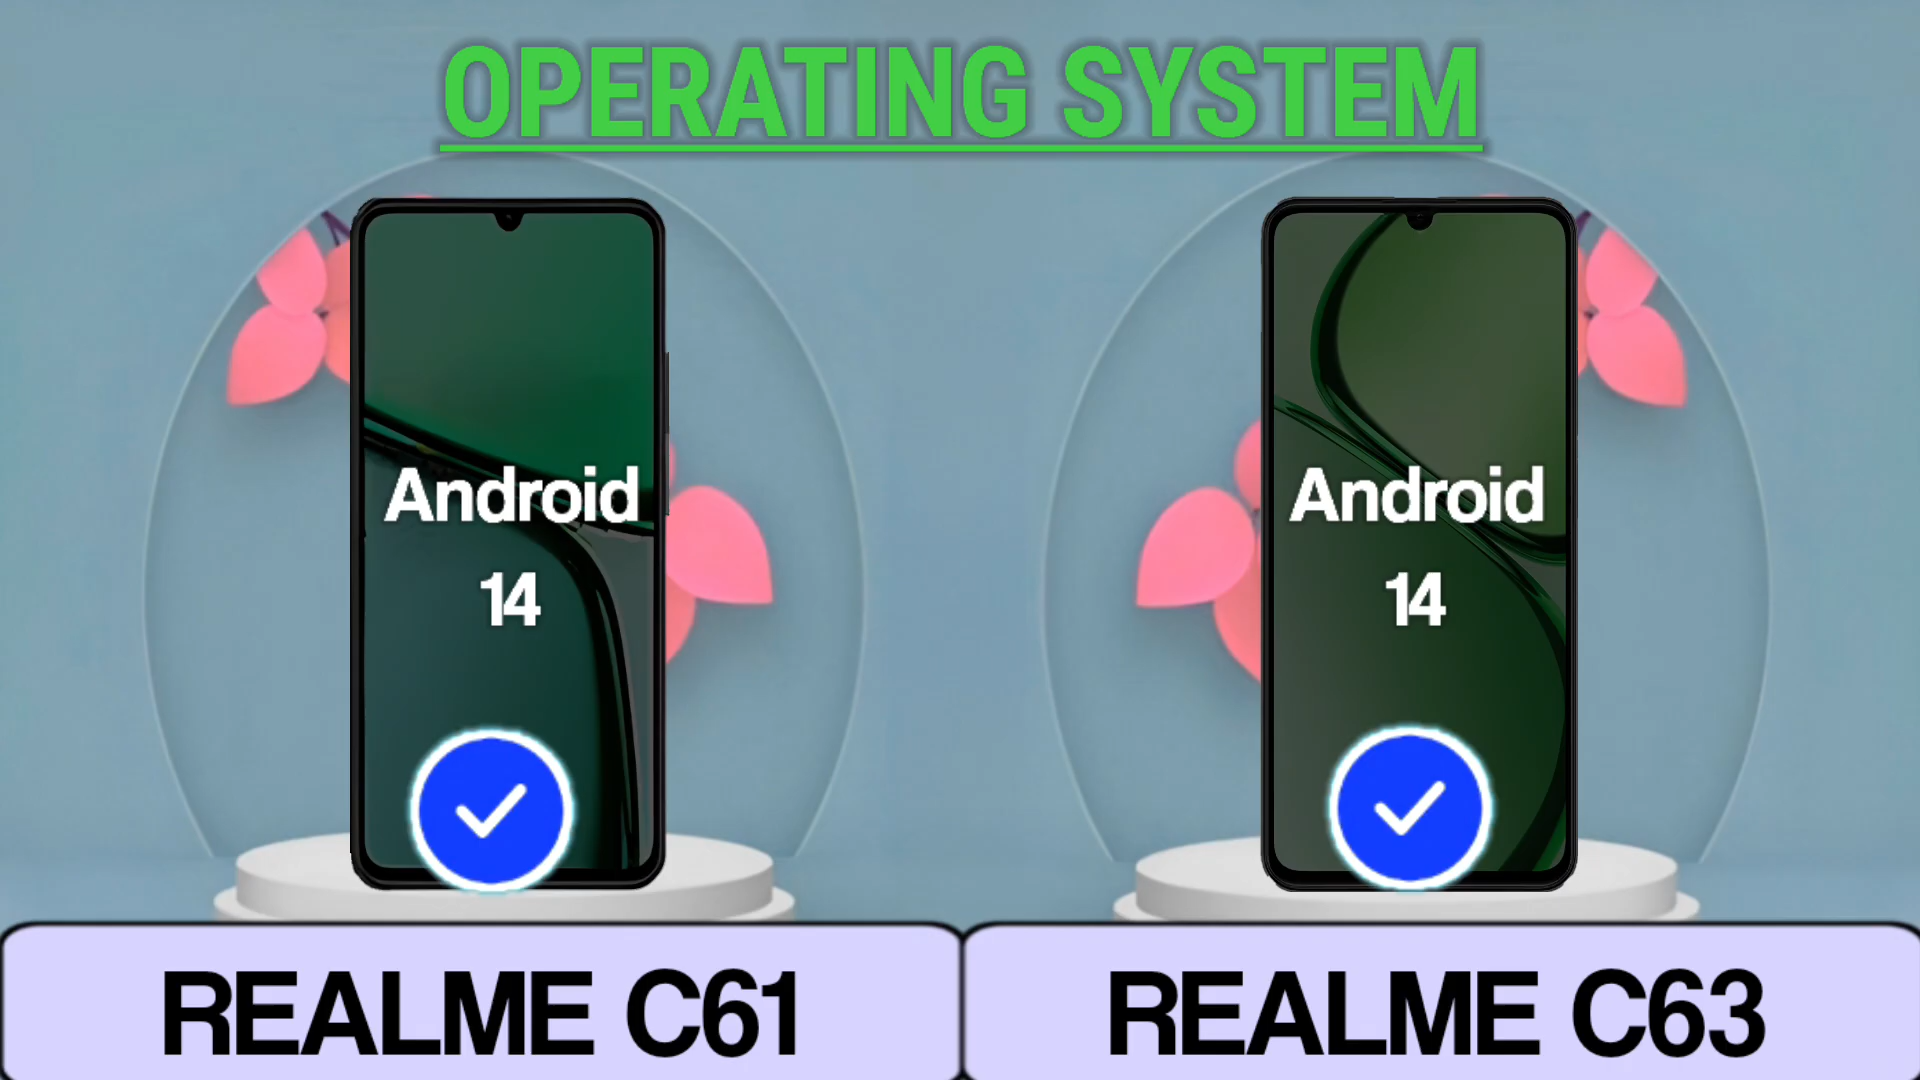 OPERATING SYSTEM
Android
14
Android
14
REALME C61
REALME C63